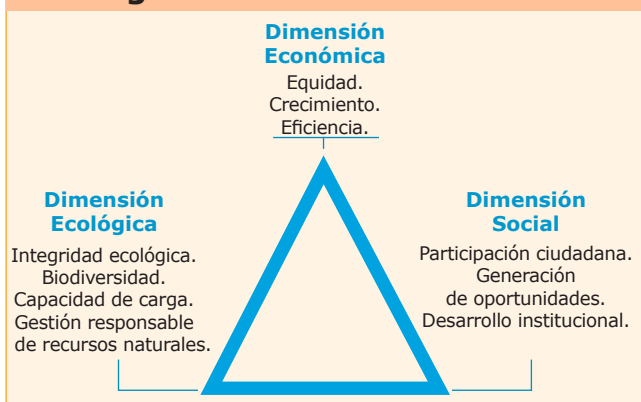 Dimensión
Económica
Equidad.
Crecimiento.
Eficiencia.
Dimensión
Ecológica
Integridad ecológica.
Biodiversidad.
Capacidad de carga.
Gestión responsable
de recursos naturales.
Dimensión
Social
Participación ciudadana.
Generación
de oportunidades.
Desarrollo institucional.